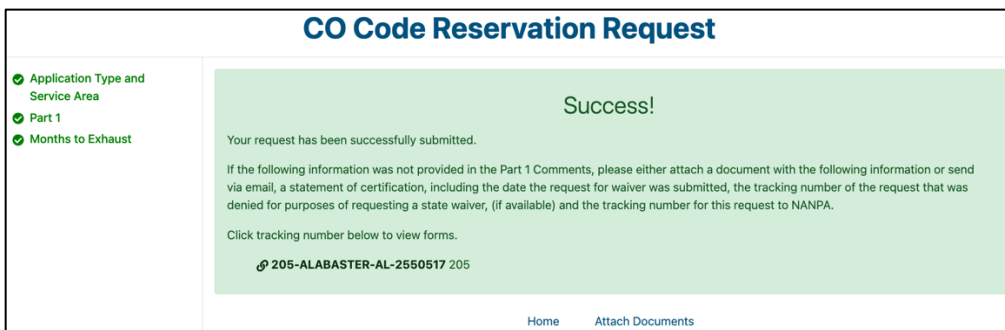 CO Code Reservation Request
Application Type and
Service Area
Part 1
Months to Exhaust
Success!
Your request has been successfully submitted.
If the following information was not provided in the Part 1 Comments, please either attach a document with the following information or send
via email, a statement of certification, including the date the request for waiver was submitted, the tracking number of the request that was
denied for purposes of requesting a state waiver, (if available) and the tracking number for this request to NANPA.
Click tracking number below to view forms.
205-ALABASTER-AL-2550517 205
Home Attach Documents